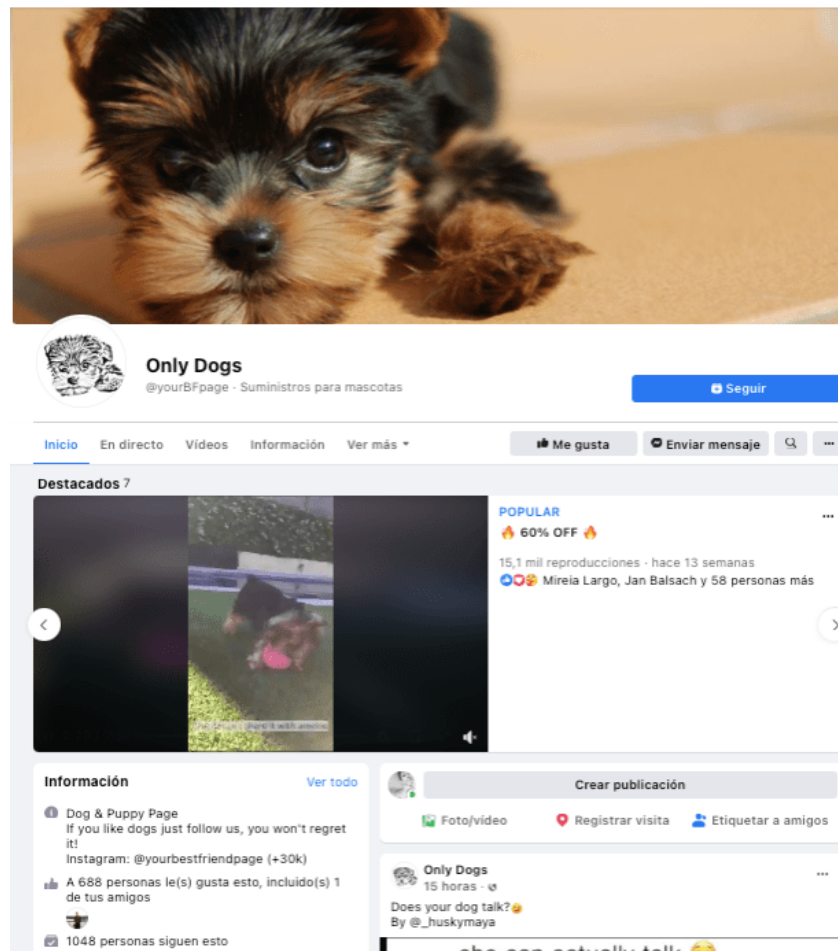 Only Dogs
@yourBFpage · Suministros para mascotas
Seguir
Inicio En directo Vídeos Información Ver más
Me gusta Enviar mensaje ...
Destacados 7
POPULAR ...
🔥 60% OFF 🔥
15,1 mil reproducciones · hace 13 semanas
Mireia Largo, Jan Balsach y 58 personas más
Información Ver todo
Dog & Puppy Page
If you like dogs just follow us, you won't regret
it!
Instagram: @yourbestfriendpage (+30k)
A 688 personas le(s) gusta esto, incluido(s) 1
de tus amigos
1048 personas siguen esto
Crear publicación
Foto/vídeo Registrar visita Etiquetar a amigos
Only Dogs ...
15 horas ·
Does your dog talk?🤣
By @_huskymaya
she can actually talk